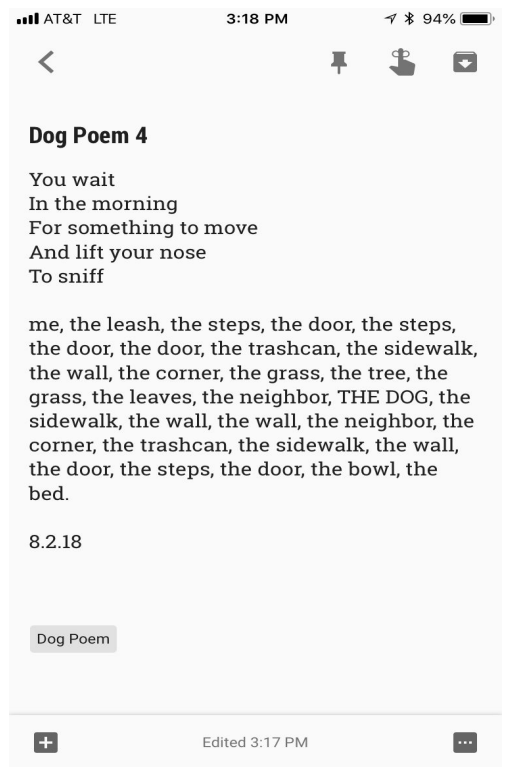 AT&T LTE 3:18 PM 94%
Dog Poem 4
You wait
In the morning
For something to move
And lift your nose
To sniff
me, the leash, the steps, the door, the steps,
the door, the door, the trashcan, the sidewalk,
the wall, the corner, the grass, the tree, the
grass, the leaves, the neighbor, THE DOG, the
sidewalk, the wall, the wall, the neighbor, the
corner, the trashcan, the sidewalk, the wall,
the door, the steps, the door, the bowl, the
bed.
8.2.18
Dog Poem
Edited 3:17 PM